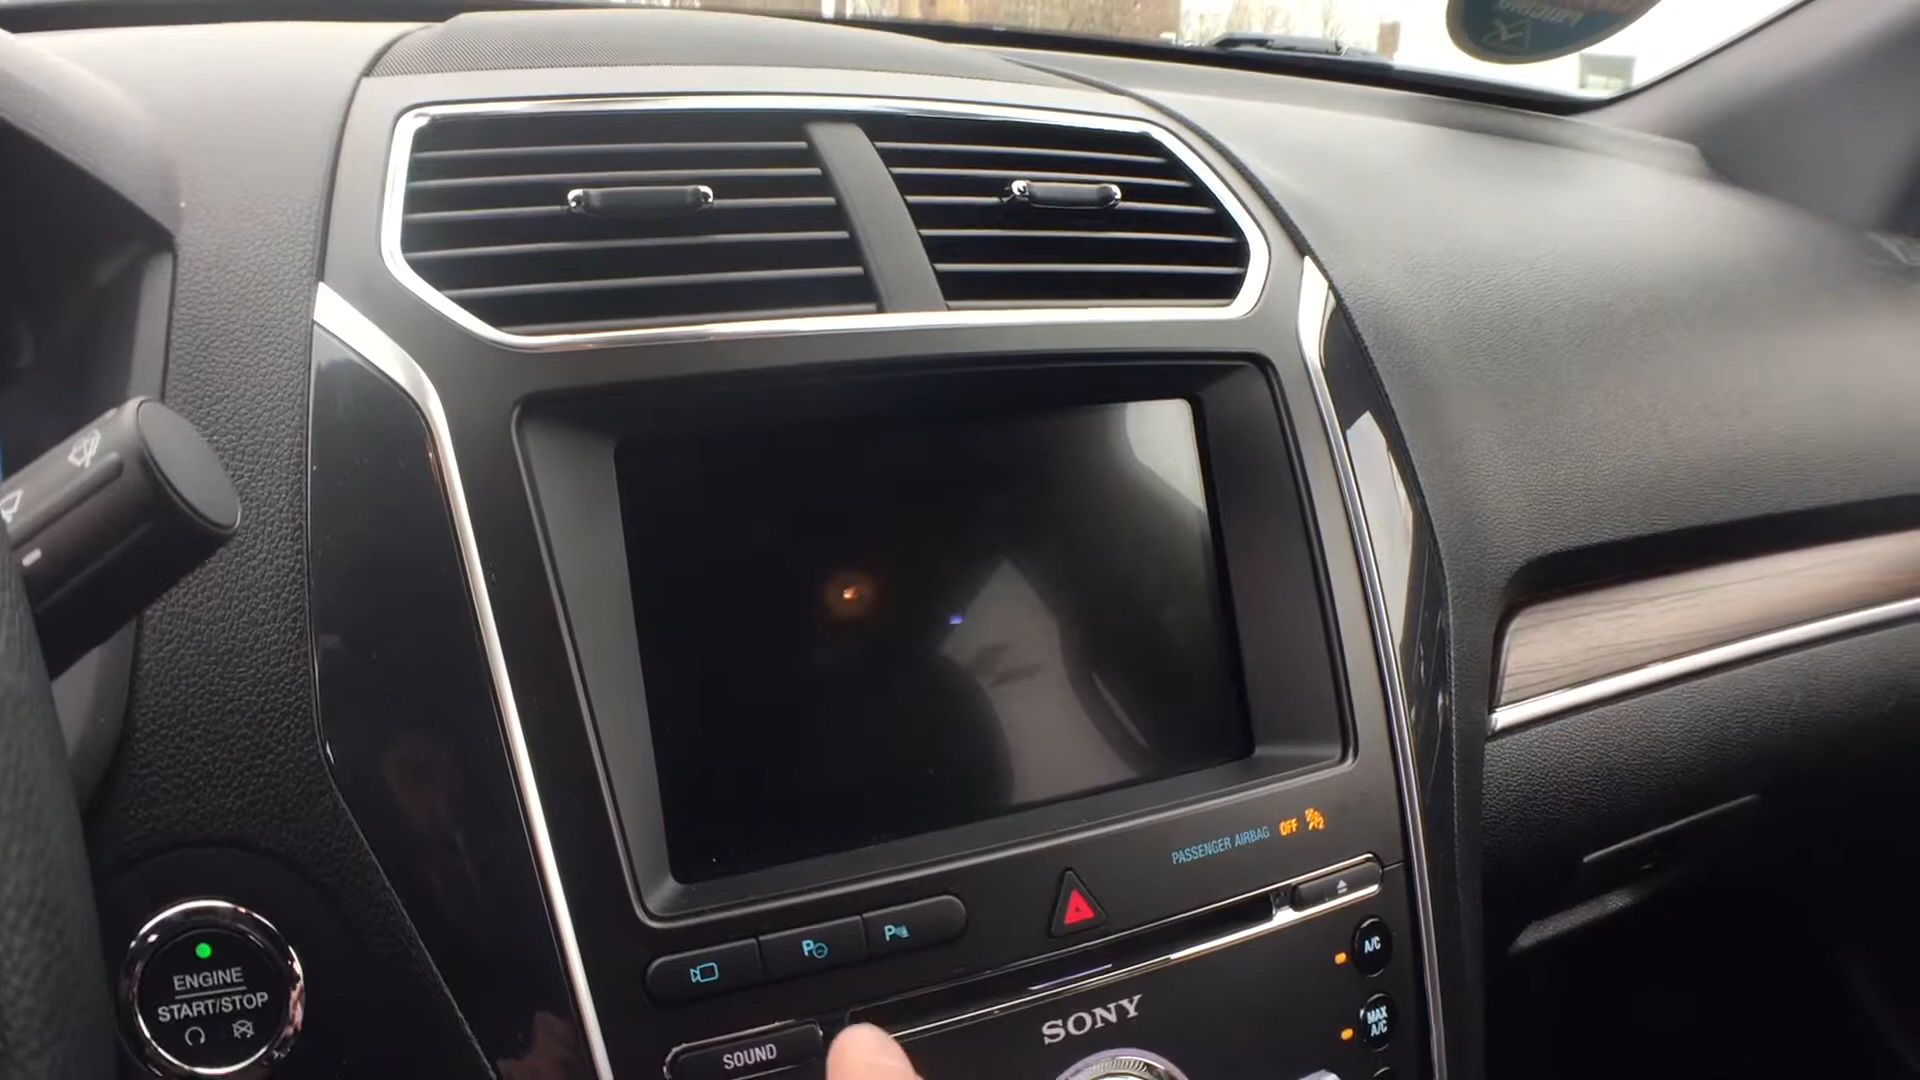 PASSENGER AIRBAG OFF
ENGINE
START/STOP
P
P
A/C
MAX
A/C
SONY
SOUND